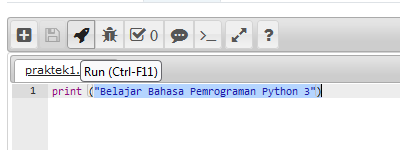 0
praktek1.
Run (Ctrl-F11)
1 print ("Belajar Bahasa Pemrograman Python 3")